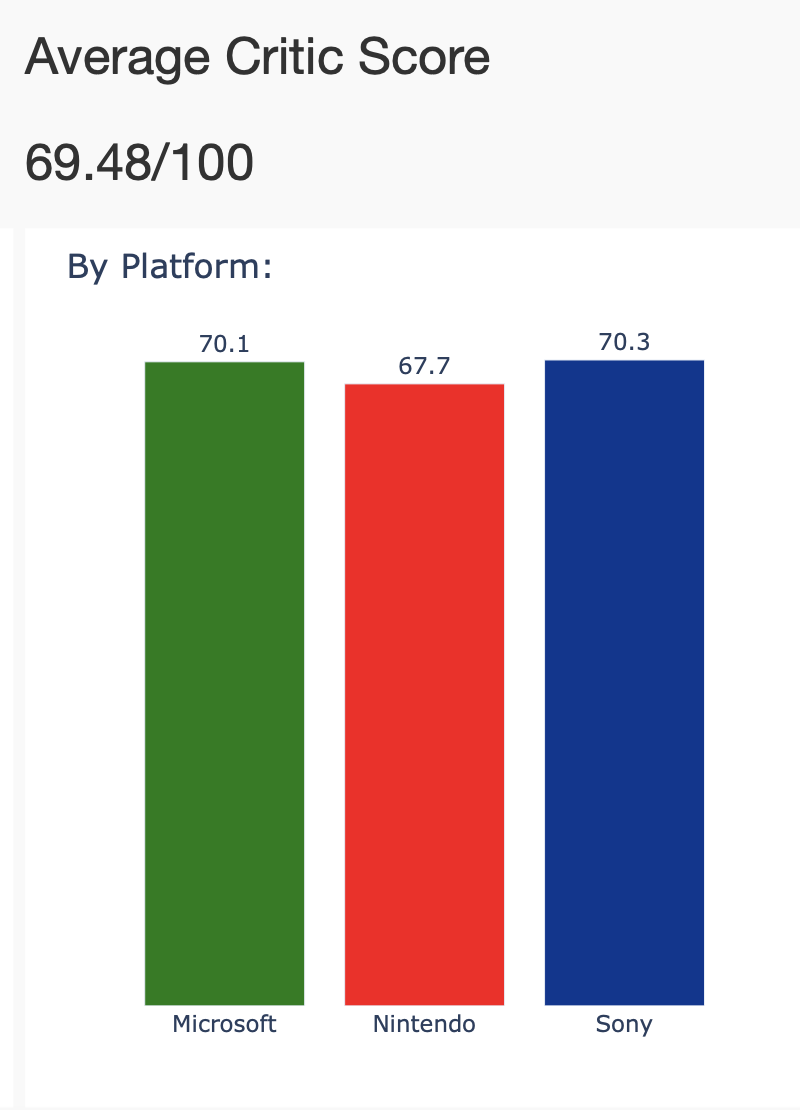 Average Critic Score
69.48/100
By Platform:
70.1
67.7
70.3
Microsoft
Nintendo
Sony